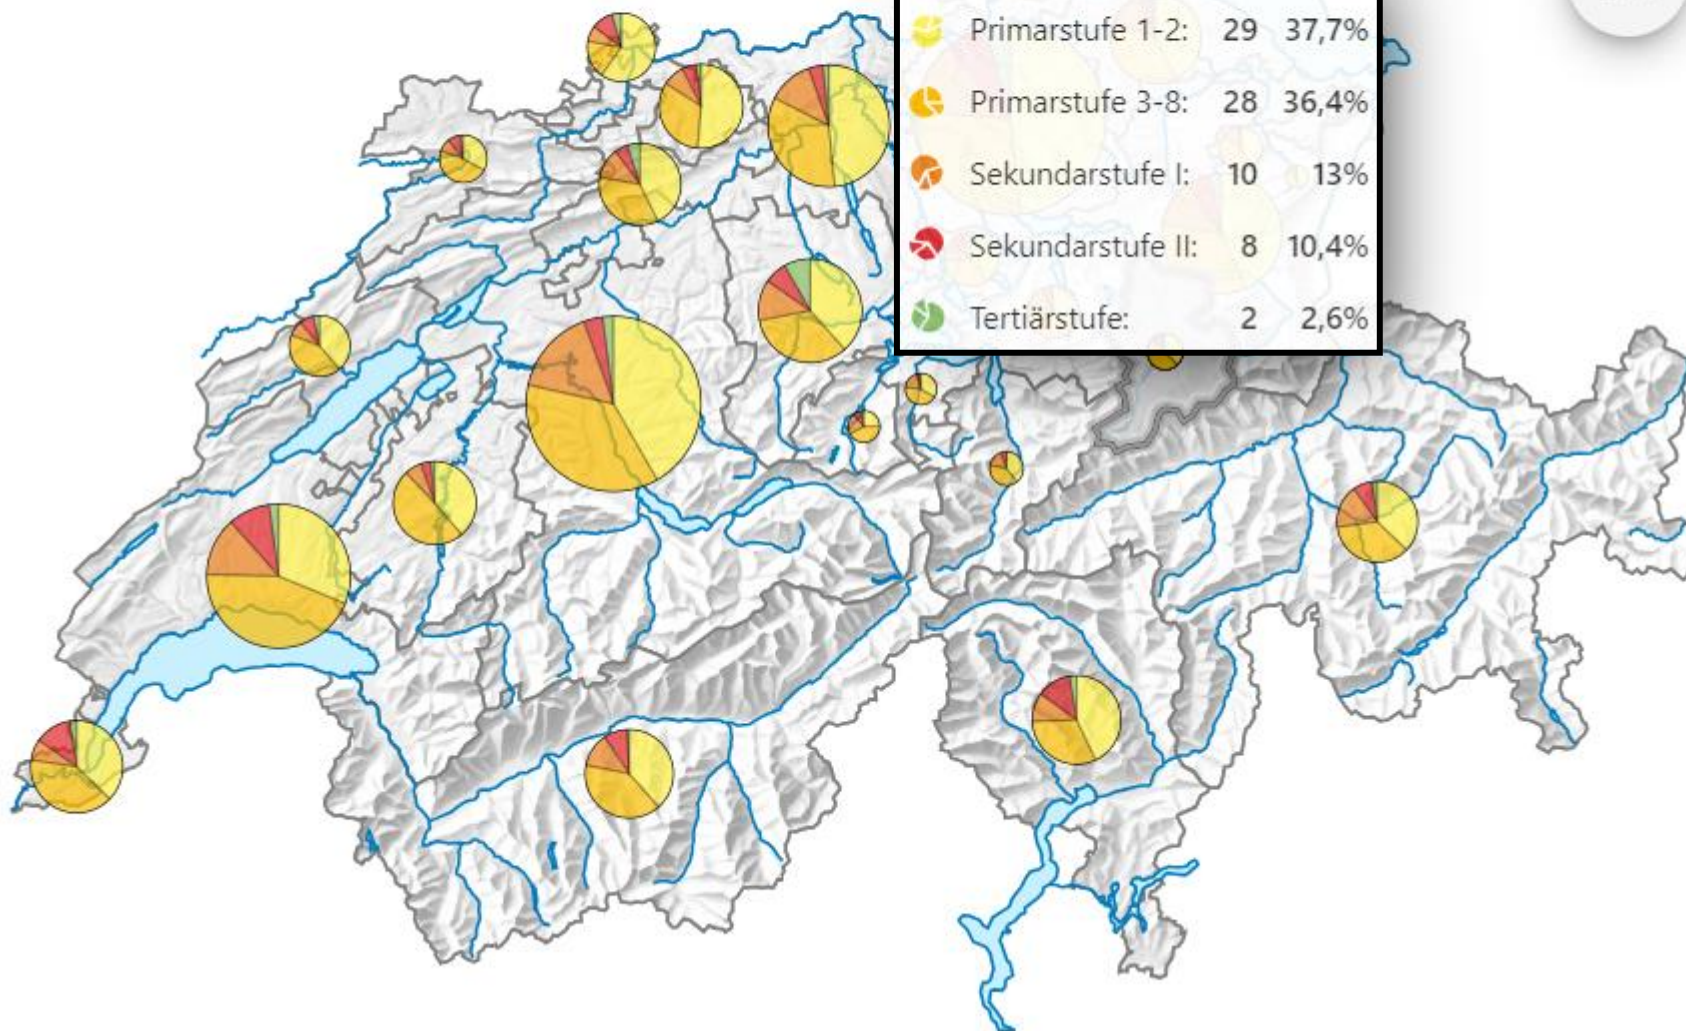 Primarstufe 1-2: 29 37,7%
Primarstufe 3-8: 28 36,4%
Sekundarstufe I: 10 13%
Sekundarstufe II: 8 10,4%
Tertiärstufe: 2 2,6%